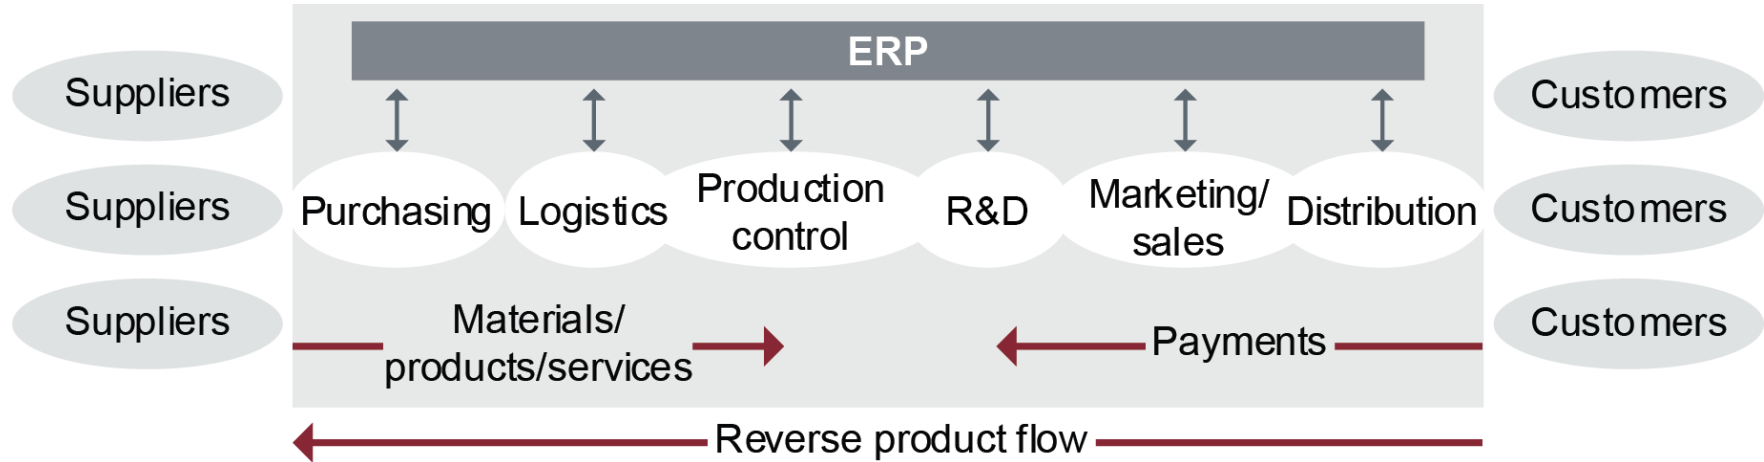 ERP
Suppliers
Suppliers
Suppliers
Purchasing
Logistics
Production
control
R&D
Marketing/
sales
Distribution
Customers
Customers
Customers
Materials/
products/services
Payments
Reverse product flow